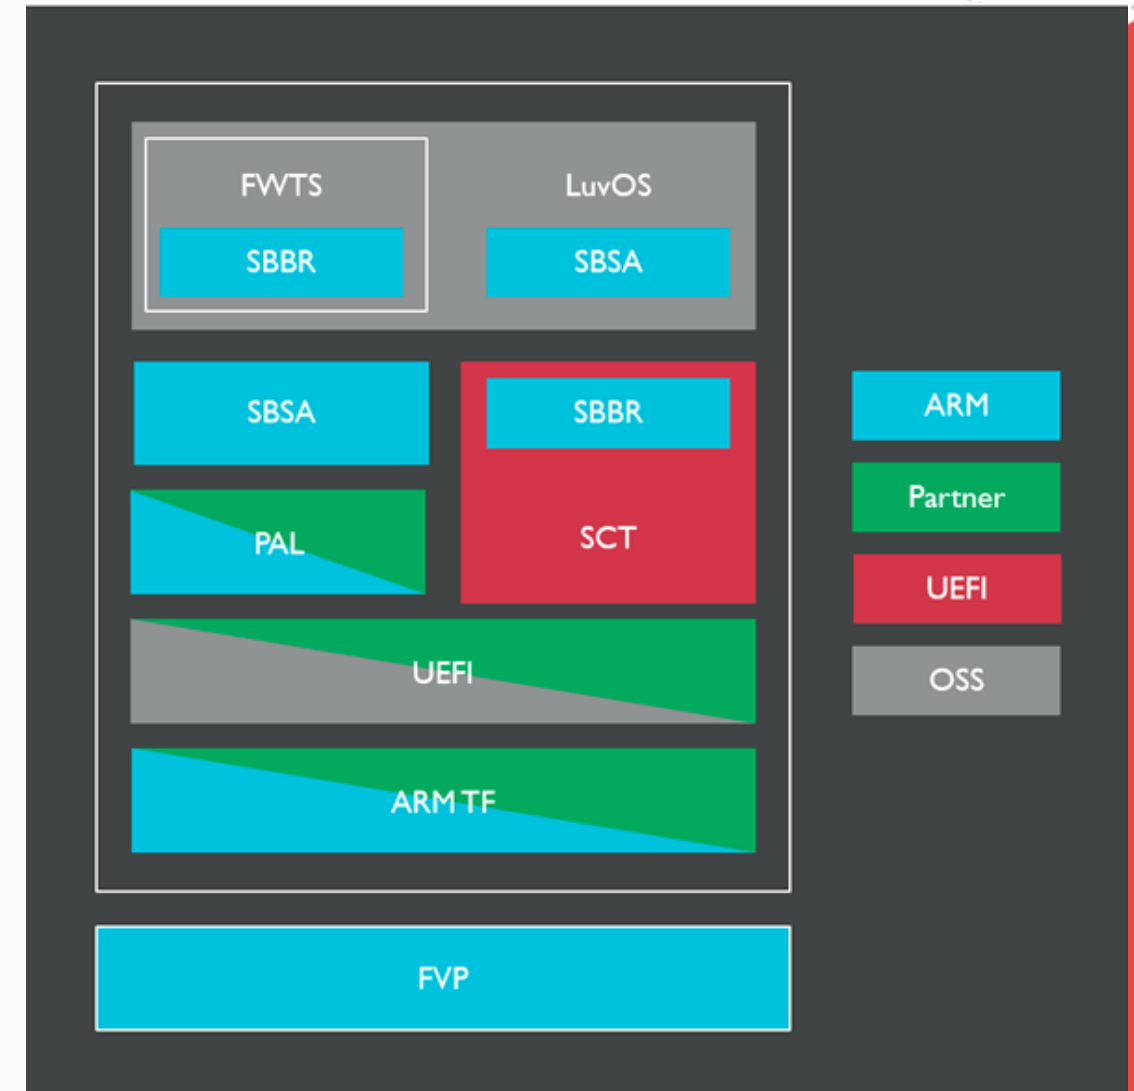 FWTS
LuvOS
SBBR
SBSA
SBSA
SBBR
PAL
SCT
UEFI
ARM TF
FVP
ARM
Partner
UEFI
OSS